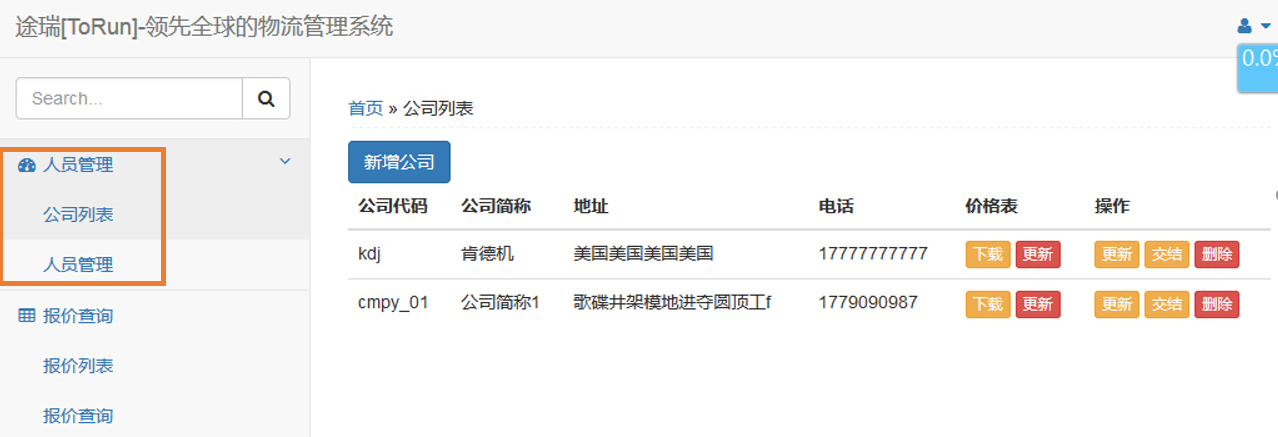 途瑞[ToRun]-领先全球的物流管理系统
0.0%
Search...
首页 » 公司列表
人员管理
新增公司
公司列表
人员管理
公司代码 公司简称 地址 电话 价格表 操作
kdj 肯德机 美国美国美国美国 17777777777 下载 更新 更新 交结 删除
cmpy_01 公司简称1 歌碟井架模地进夺圆顶工f 1779090987 下载 更新 更新 交结 删除
报价查询
报价列表
报价查询